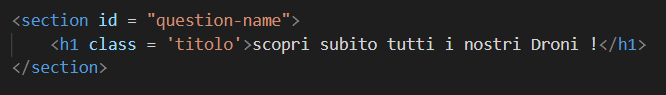 <section id = "question-name">
<h1 class = 'titolo'>scopri subito tutti i nostri Droni !</h1>
</section>